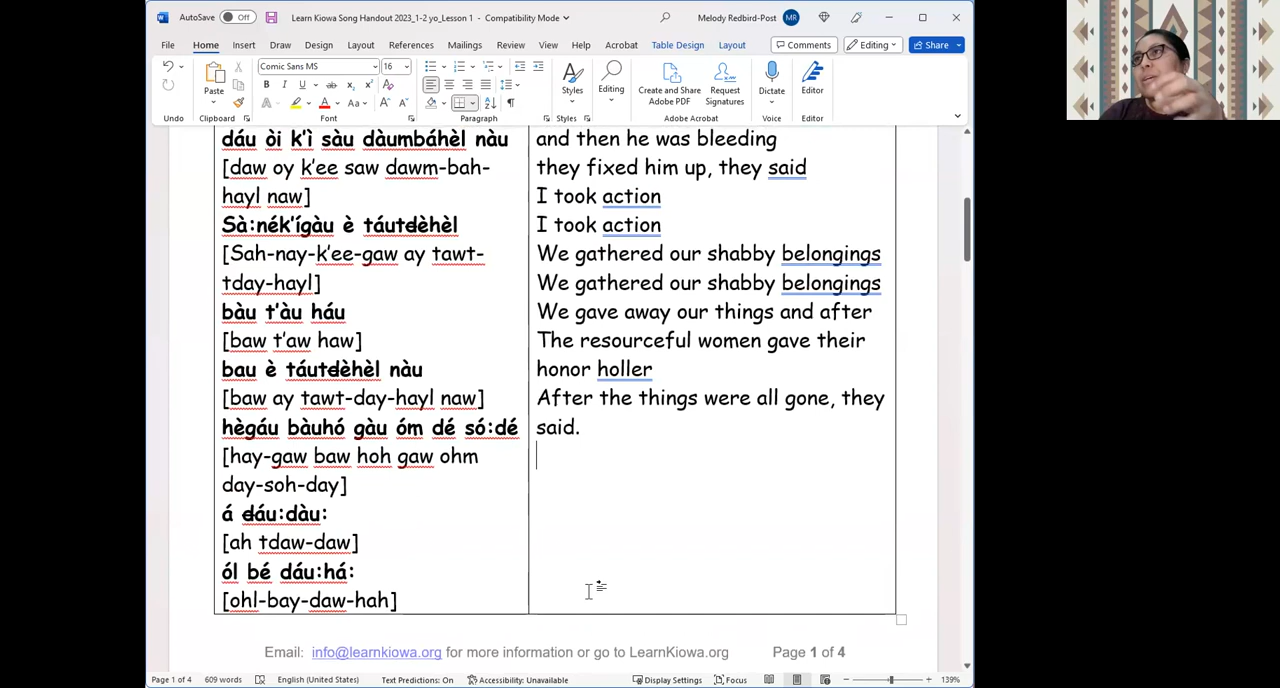 AutoSave Off Learn Kiowa Song Handout 2023_1-2 yo_Lesson 1 - Compatibility Mode Melody Redbird-Post MR
File Home Insert Draw Design Layout References Mailings Review View Help Acrobat Table Design Layout Comments Editing Share
Comic Sans MS 16
Paste Styles Editing Create and Share Adobe PDF Request Signatures Dictate Editor
Undo Clipboard Font Paragraph Styles Adobe Acrobat Voice Editor
dáu òi k'ì sàu dàumbáhèl nàu
[daw oy k'ee saw dawm-bah-
hayl naw]
Sà:nék'ígàu è táutđèhèl
[Sah-nay-k'ee-gaw ay tawt-
tday-hayl]
bàu t'àu háu
[baw t'aw haw]
bau è táutđèhèl nàu
[baw ay tawt-day-hayl naw]
hègáu bàuhó gàu óm dé só:dé
[hay-gaw baw hoh gaw ohm
day-soh-day]
á đáu:dàu:
[ah tdaw-daw]
ól bé dáu:há:
[ohl-bay-daw-hah]
and then he was bleeding
they fixed him up, they said
I took action
I took action
We gathered our shabby belongings
We gathered our shabby belongings
We gave away our things and after
The resourceful women gave their
honor holler
After the things were all gone, they
said.
Email: info@learnkiowa.org for more information or go to LearnKiowa.org Page 1 of 4
Page 1 of 4 609 words English (United States) Text Predictions: On Accessibility: Unavailable Display Settings Focus 139%